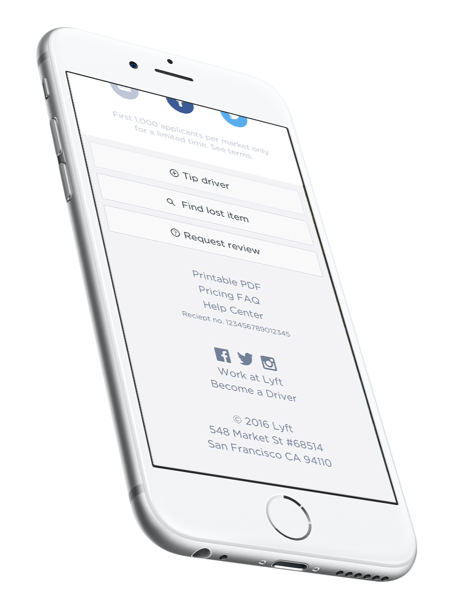 First 1,000 applicants per market only
for a limited time. See terms.
Tip driver
Find lost item
Request review
Printable PDF
Pricing FAQ
Help Center
Reciept no. 123456789012345
Work at Lyft
Become a Driver
© 2016 Lyft
548 Market St #68514
San Francisco CA 94110